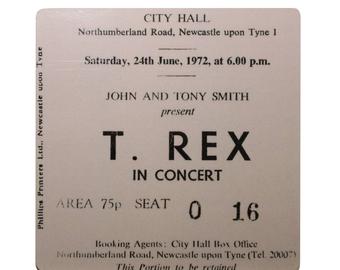 CITY HALL
Northumberland Road, Newcastle upon Tyne 1
Saturday, 24th June, 1972, at 6.00 p.m.
JOHN AND TONY SMITH
present
T. REX
IN CONCERT
AREA 75p SEAT O 16
Booking Agents: City Hall Box Office
Northumberland Road, Newcastle upon Tyne (Tel. 20007)
This Portion to be retained
Phillips Printers Ltd., Newcastle upon Tyne